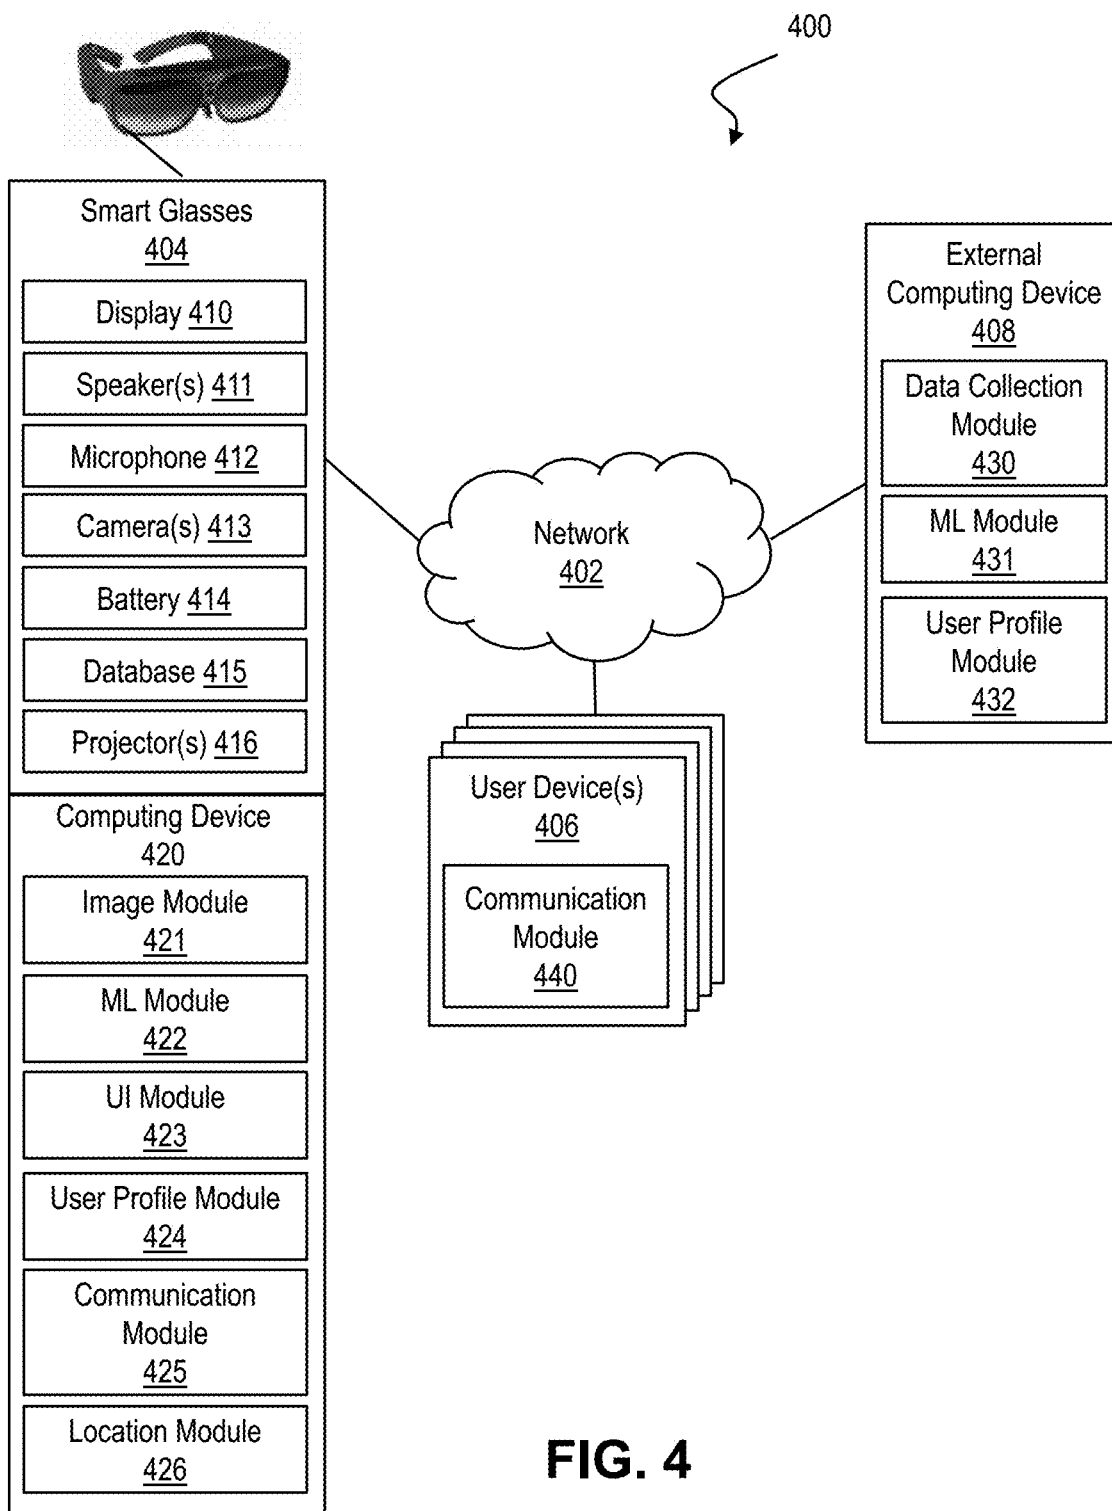 400
Smart Glasses
404
Display 410
Speaker(s) 411
Microphone 412
Camera(s) 413
Battery 414
Database 415
Projector(s) 416
Computing Device
420
Image Module
421
ML Module
422
UI Module
423
User Profile Module
424
Communication
Module
425
Location Module
426
Network
402
User Device(s)
406
Communication
Module
440
External
Computing Device
408
Data Collection
Module
430
ML Module
431
User Profile
Module
432
FIG. 4